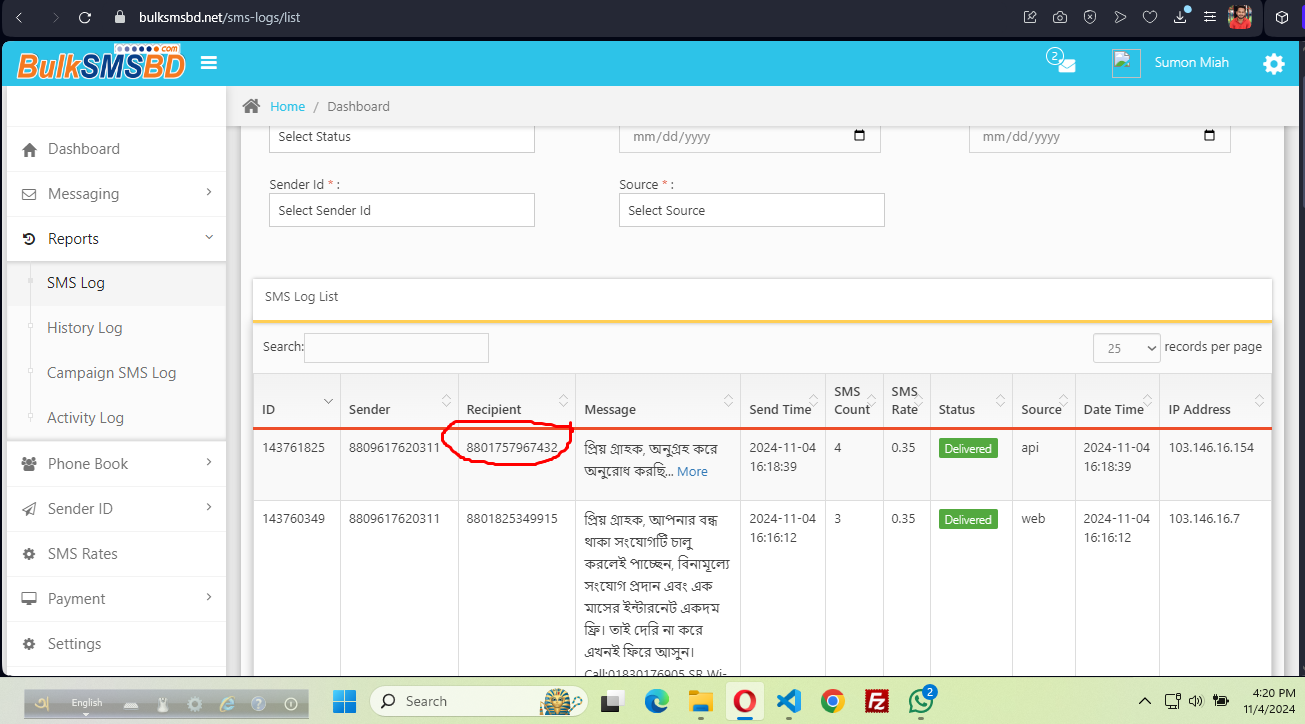 bulksmsbd.net/sms-logs/list
.com
BulkSMSBD
2
Sumon Miah
Home / Dashboard
Dashboard
Messaging
Reports
SMS Log
History Log
Campaign SMS Log
Activity Log
Phone Book
Sender ID
SMS Rates
Payment
Settings
Select Status
mm/dd/yyyy
mm/dd/yyyy
Sender Id * :
Source * :
Select Sender Id
Select Source
SMS Log List
Search:
25 records per page
ID Sender Recipient Message Send Time SMS Count SMS Rate Status Source Date Time IP Address
143761825 8809617620311 8801757967432 প্রিয় গ্রাহক, অনুগ্রহ করে 2024-11-04 4 0.35 Delivered api 2024-11-04 103.146.16.154
অনুরোধ করছি... More 16:18:39 16:18:39
143760349 8809617620311 8801825349915 প্রিয় গ্রাহক, আপনার বন্ধ 2024-11-04 3 0.35 Delivered web 2024-11-04 103.146.16.7
থাকা সংযোগটি চালু 16:16:12 16:16:12
করলেই পাচ্ছেন, বিনামূল্যে
সংযোগ প্রদান এবং এক
মাসের ইন্টারনেট একদম
ফ্রি। তাই দেরি না করে
এখনই ফিরে আসুন।
Call:01830176905 SR Wi-
English
Search
2
4:20 PM
11/4/2024